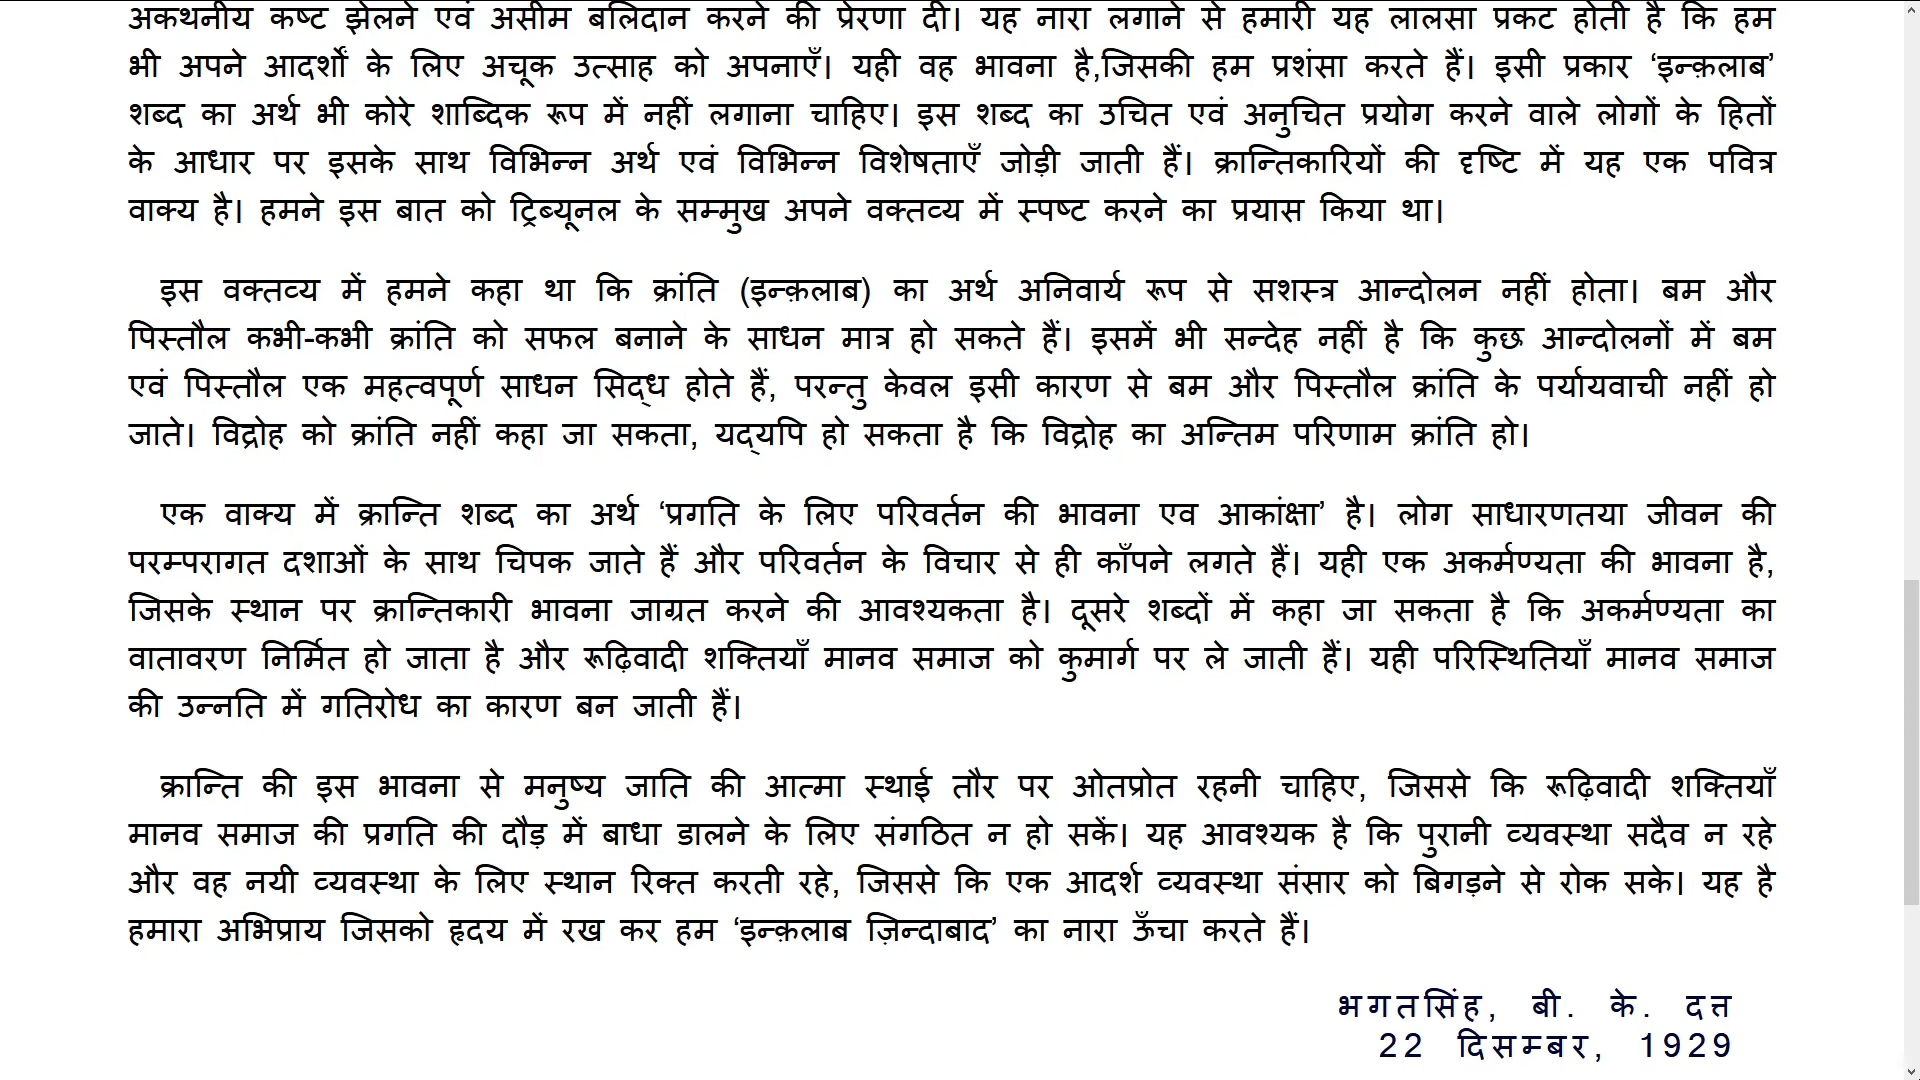 अकथनीय कष्ट झेलने एवं असीम बलिदान करने की प्रेरणा दी। यह नारा लगाने से हमारी यह लालसा प्रकट होती है कि हम
भी अपने आदर्शों के लिए अचूक उत्साह को अपनाएँ। यही वह भावना है,जिसकी हम प्रशंसा करते हैं। इसी प्रकार ‘इन्क़लाब’
शब्द का अर्थ भी कोरे शाब्दिक रूप में नहीं लगाना चाहिए। इस शब्द का उचित एवं अनुचित प्रयोग करने वाले लोगों के हितों
के आधार पर इसके साथ विभिन्न अर्थ एवं विभिन्न विशेषताएँ जोड़ी जाती हैं। क्रान्तिकारियों की दृष्टि में यह एक पवित्र
वाक्य है। हमने इस बात को ट्रिब्यूनल के सम्मुख अपने वक्तव्य में स्पष्ट करने का प्रयास किया था।
इस वक्तव्य में हमने कहा था कि क्रांति (इन्क़लाब) का अर्थ अनिवार्य रूप से सशस्त्र आन्दोलन नहीं होता। बम और
पिस्तौल कभी-कभी क्रांति को सफल बनाने के साधन मात्र हो सकते हैं। इसमें भी सन्देह नहीं है कि कुछ आन्दोलनों में बम
एवं पिस्तौल एक महत्वपूर्ण साधन सिद्ध होते हैं, परन्तु केवल इसी कारण से बम और पिस्तौल क्रांति के पर्यायवाची नहीं हो
जाते। विद्रोह को क्रांति नहीं कहा जा सकता, यद्यपि हो सकता है कि विद्रोह का अन्तिम परिणाम क्रांति हो।
एक वाक्य में क्रान्ति शब्द का अर्थ ‘प्रगति के लिए परिवर्तन की भावना एव आकांक्षा’ है। लोग साधारणतया जीवन की
परम्परागत दशाओं के साथ चिपक जाते हैं और परिवर्तन के विचार से ही काँपने लगते हैं। यही एक अकर्मण्यता की भावना है,
जिसके स्थान पर क्रान्तिकारी भावना जाग्रत करने की आवश्यकता है। दूसरे शब्दों में कहा जा सकता है कि अकर्मण्यता का
वातावरण निर्मित हो जाता है और रूढ़िवादी शक्तियाँ मानव समाज को कुमार्ग पर ले जाती हैं। यही परिस्थितियाँ मानव समाज
की उन्नति में गतिरोध का कारण बन जाती हैं।
क्रान्ति की इस भावना से मनुष्य जाति की आत्मा स्थाई तौर पर ओतप्रोत रहनी चाहिए, जिससे कि रूढ़िवादी शक्तियाँ
मानव समाज की प्रगति की दौड़ में बाधा डालने के लिए संगठित न हो सकें। यह आवश्यक है कि पुरानी व्यवस्था सदैव न रहे
और वह नयी व्यवस्था के लिए स्थान रिक्त करती रहे, जिससे कि एक आदर्श व्यवस्था संसार को बिगड़ने से रोक सके। यह है
हमारा अभिप्राय जिसको हृदय में रख कर हम ‘इन्क़लाब ज़िन्दाबाद’ का नारा ऊँचा करते हैं।
भगतसिंह, बी. के. दत्त
22 दिसम्बर, 1929